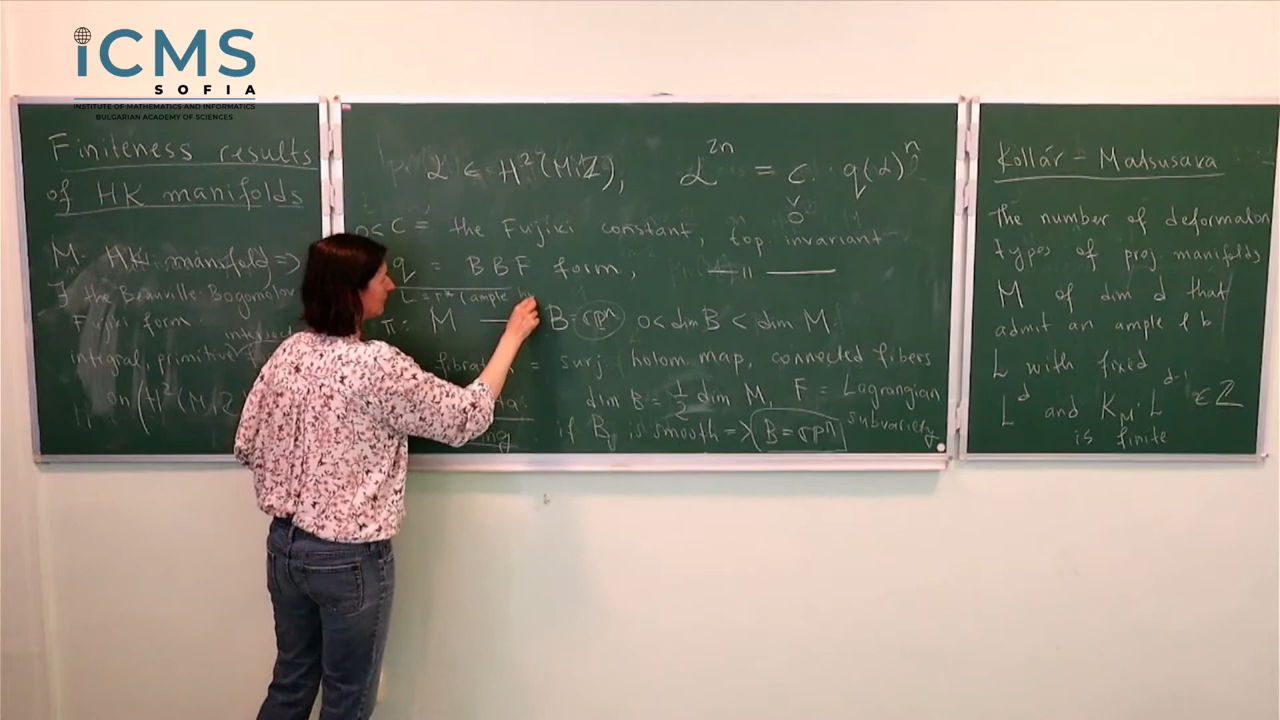 iCMS
SOFIA
INSTITUTE OF MATHEMATICS AND INFORMATICS
BULGARIAN ACADEMY OF SCIENCES
Finiteness results
of HK manifolds
M: HK manifold =>
∃ the Beauville-Bogomolov
Fujiki form
integral, primitive
on (H²(M,Z
α ∈ H²(M,Z), α^{2n} = c · q(α)^n
0
0 < c = the Fujiki constant, top. invariant
q = BBF form, — " —
L = π*(ample
π: M — B = CPⁿ 0 < dim B < dim M.
= surj. holom. map, connected fibers
dim B = 1/2 dim M, F = Lagrangian
subvariety
if B is smooth => B = CPⁿ
Kollár - Matsusaka
The number of deformation
types of proj. manifolds
M of dim d that
admit an ample l b
L with fixed
L^d and K_M · L^{d-1} ∈ Z
is finite